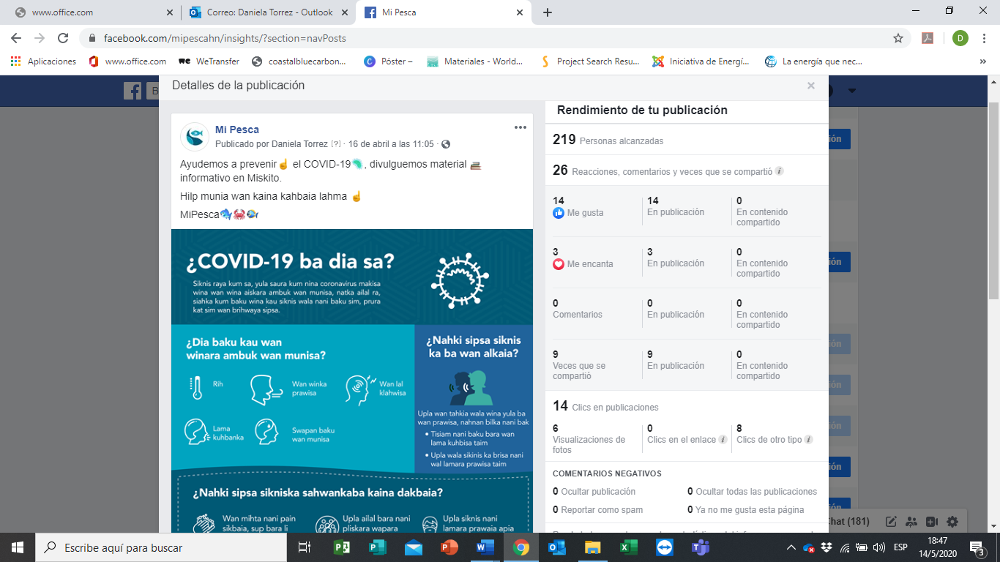 www.office.com
Correo: Daniela Torrez - Outlook
Mi Pesca
facebook.com/mipescahn/insights/?section=navPosts
D
Aplicaciones
www.office.com
WeTransfer
coastalbluecarbon...
Póster –
Materiales - World...
Project Search Resu...
Iniciativa de Energí...
La energía que nec...
»
Detalles de la publicación
Mi Pesca
Publicado por Daniela Torrez [?] · 16 de abril a las 11:05 ·
Ayudemos a prevenir☝ el COVID-19🦠, divulguemos material 📚
informativo en Miskito.
Hilp munia wan kaina kahbaia lahma ☝
MiPesca🐳🦀🐠
¿COVID-19 ba dia sa?
Siknis raya kum sa, yula saura kum nina coronavirus makisa
wina wan wina aiskara ambuk wan munisa, natka ailal ra,
siahka kum baku wina kau siknis wala nani baku sim, prura
kat sim wan brihwaya sipsa.
¿Dia baku kau wan
winara ambuk wan munisa?
Rih
Wan winka
prawisa
Wan lal
klahwisa
Lama
kuhbanka
Swapan baku
wan munisa
¿Nahki sipsa siknis
ka ba wan alkaia?
Upla wan tahkia wala wina yula ba
wan prawisa, nahnan bilka nani bak
• Tisiam nani baku bara wan
lama kuhbisa taim
• Upla wala sikinis ka brisa nani
wal lamara prawisa taim
¿Nahki sipsa sikniska sahwankaba kaina dakbaia?
Wan mihta nani pain
sikbaia, sup bara li
Upla ailal bara nani
pliskara wapara
Upla siknis nani
lamara prawaia apia
Rendimiento de tu publicación
219 Personas alcanzadas
26 Reacciones, comentarios y veces que se compartió
14
Me gusta
14
En publicación
0
En contenido
compartido
3
Me encanta
3
En publicación
0
En contenido
compartido
0
Comentarios
0
En publicación
0
En contenido
compartido
9
Veces que se
compartió
9
En publicación
0
En contenido
compartido
14 Clics en publicaciones
6
Visualizaciones de
fotos
0
Clics en el enlace
8
Clics de otro tipo
COMENTARIOS NEGATIVOS
0 Ocultar publicación
0 Ocultar todas las publicaciones
0 Reportar como spam
0 Ya no me gusta esta página
Chat (181)
Escribe aquí para buscar
ESP
18:47
14/5/2020
3